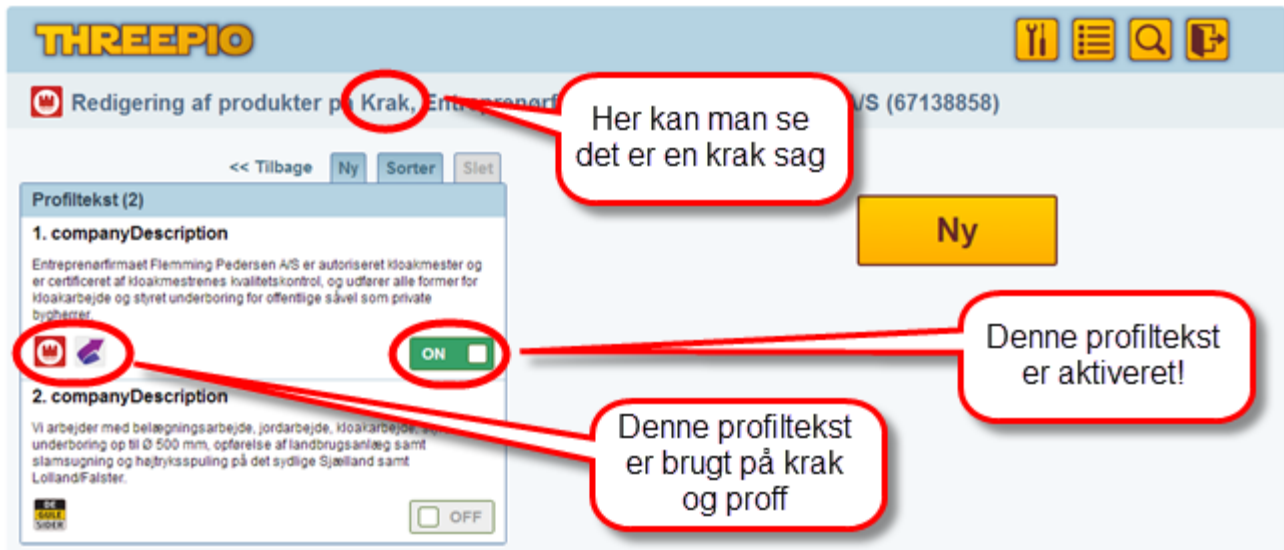 THREEPIO
Redigering af produkter på Krak, Entreprenørf
/S (67138858)
Her kan man se
det er en krak sag
<< Tilbage Ny Sorter Slet
Profiltekst (2)
1. companyDescription
Entreprenørfirmaet Flemming Pedersen A/S er autoriseret kloakmester og
er certificeret af kloakmestrenes kvalitetskontrol, og udfører alle former for
kloakarbejde og styret underboring for offentlige såvel som private
bygherrer.
ON
Ny
Denne profiltekst
er aktiveret!
2. companyDescription
Vi arbejder med belægningsarbejde, jordarbejde, kloakarbejde,
underboring op til Ø 500 mm, opførelse af landbrugsanlæg samt
slamsugning og højtryksspuling på det sydlige Sjælland samt
Lolland/Falster.
DE
GULE
SIDER
OFF
Denne profiltekst
er brugt på krak
og proff